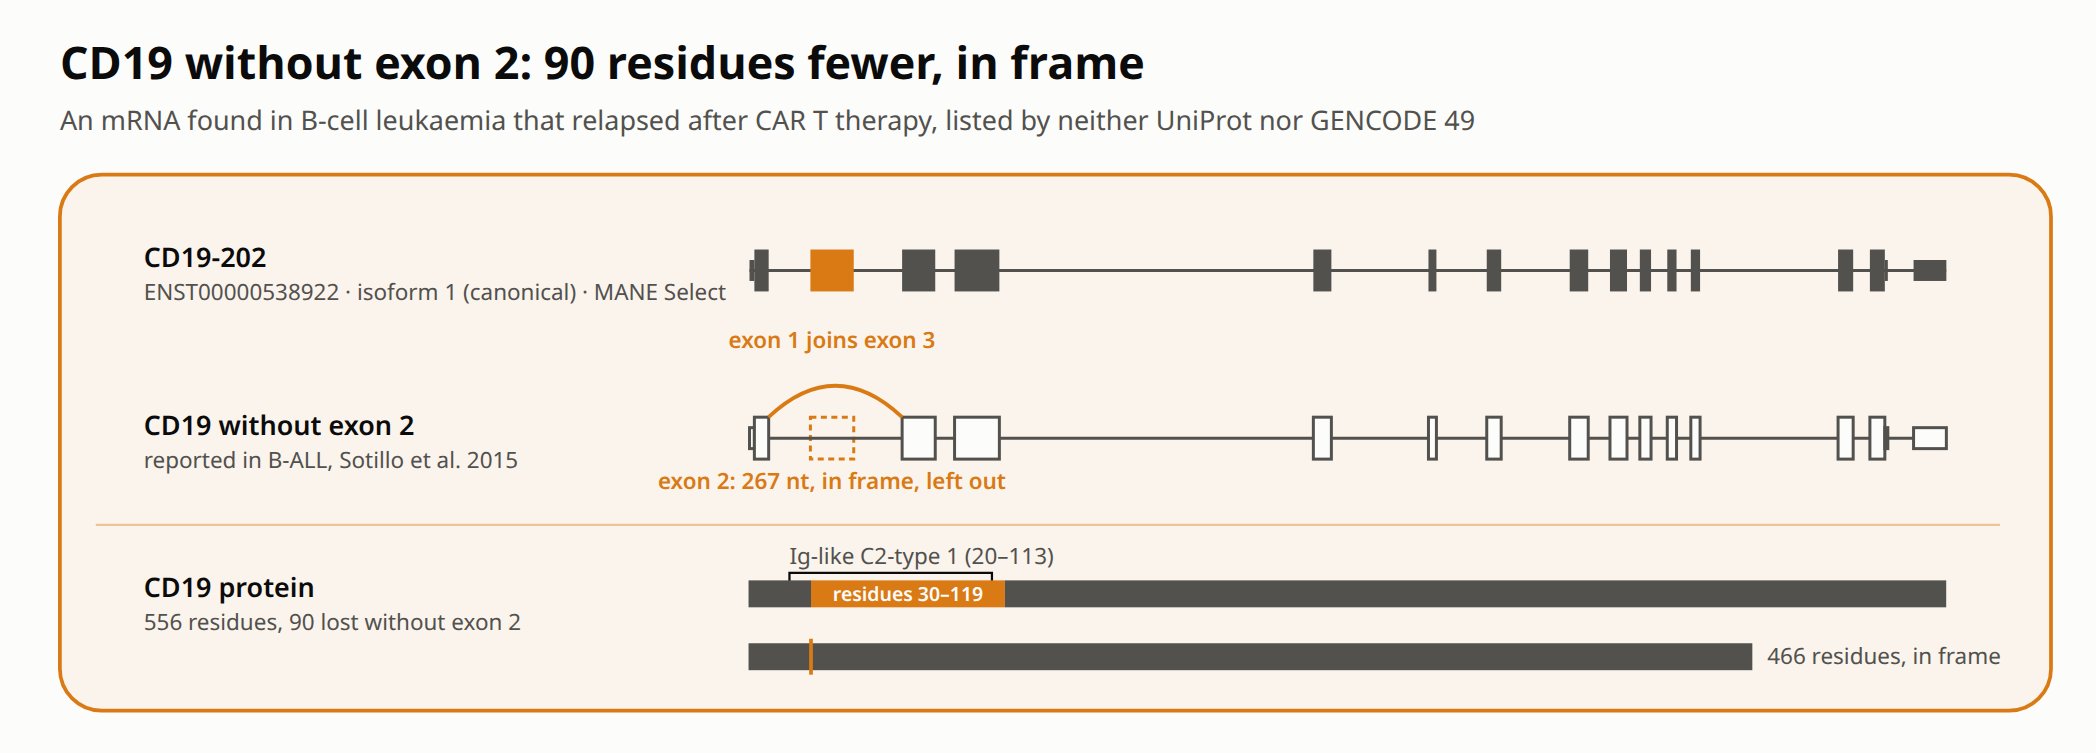 CD19 without exon 2: 90 residues fewer, in frame
An mRNA found in B-cell leukaemia that relapsed after CAR T therapy, listed by neither UniProt nor GENCODE 49
CD19-202
ENST00000538922 · isoform 1 (canonical) · MANE Select
exon 1 joins exon 3
CD19 without exon 2
reported in B-ALL, Sotillo et al. 2015
exon 2: 267 nt, in frame, left out
Ig-like C2-type 1 (20–113)
CD19 protein
residues 30–119
556 residues, 90 lost without exon 2
466 residues, in frame